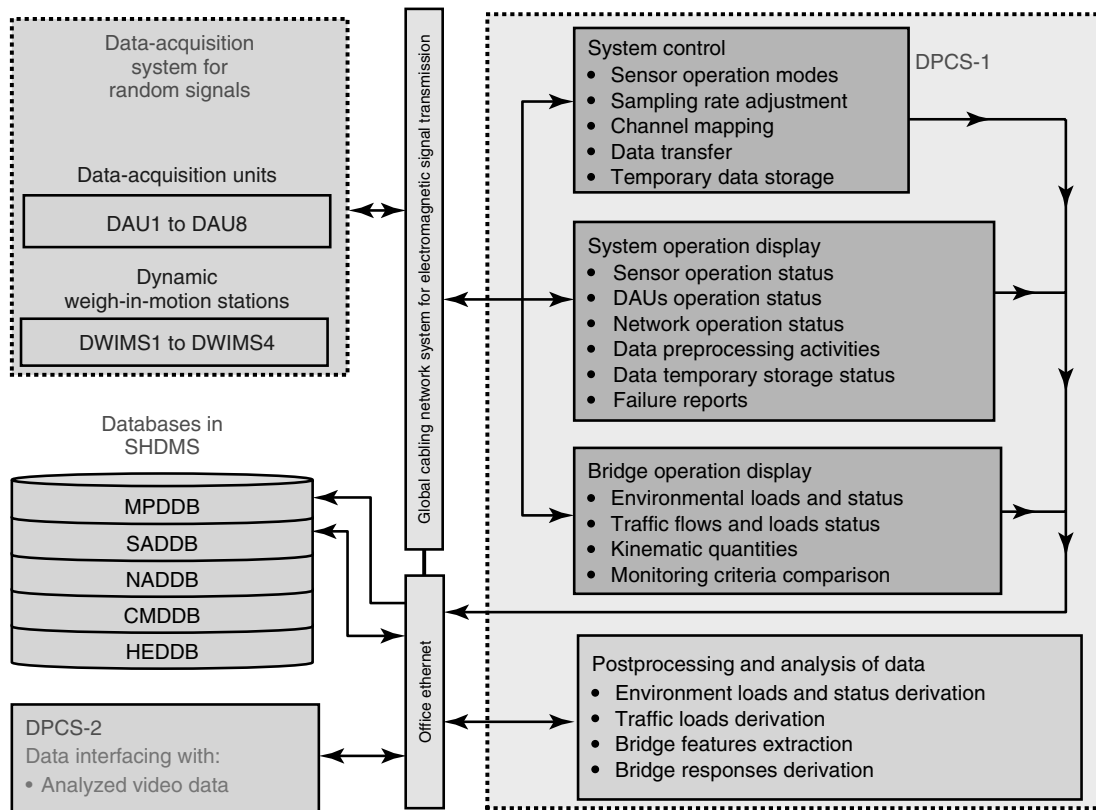 Data-acquisition
system for
random signals
Data-acquisition units
DAU1 to DAU8
Dynamic
weigh-in-motion stations
DWIMS1 to DWIMS4
Databases in
SHDMS
MPDDB
SADDB
NADDB
CMDDB
HEDDB
DPCS-2
Data interfacing with:
• Analyzed video data
Global cabling network system for electromagnetic signal transmission
Office ethernet
DPCS-1
System control
• Sensor operation modes
• Sampling rate adjustment
• Channel mapping
• Data transfer
• Temporary data storage
System operation display
• Sensor operation status
• DAUs operation status
• Network operation status
• Data preprocessing activities
• Data temporary storage status
• Failure reports
Bridge operation display
• Environmental loads and status
• Traffic flows and loads status
• Kinematic quantities
• Monitoring criteria comparison
Postprocessing and analysis of data
• Environment loads and status derivation
• Traffic loads derivation
• Bridge features extraction
• Bridge responses derivation